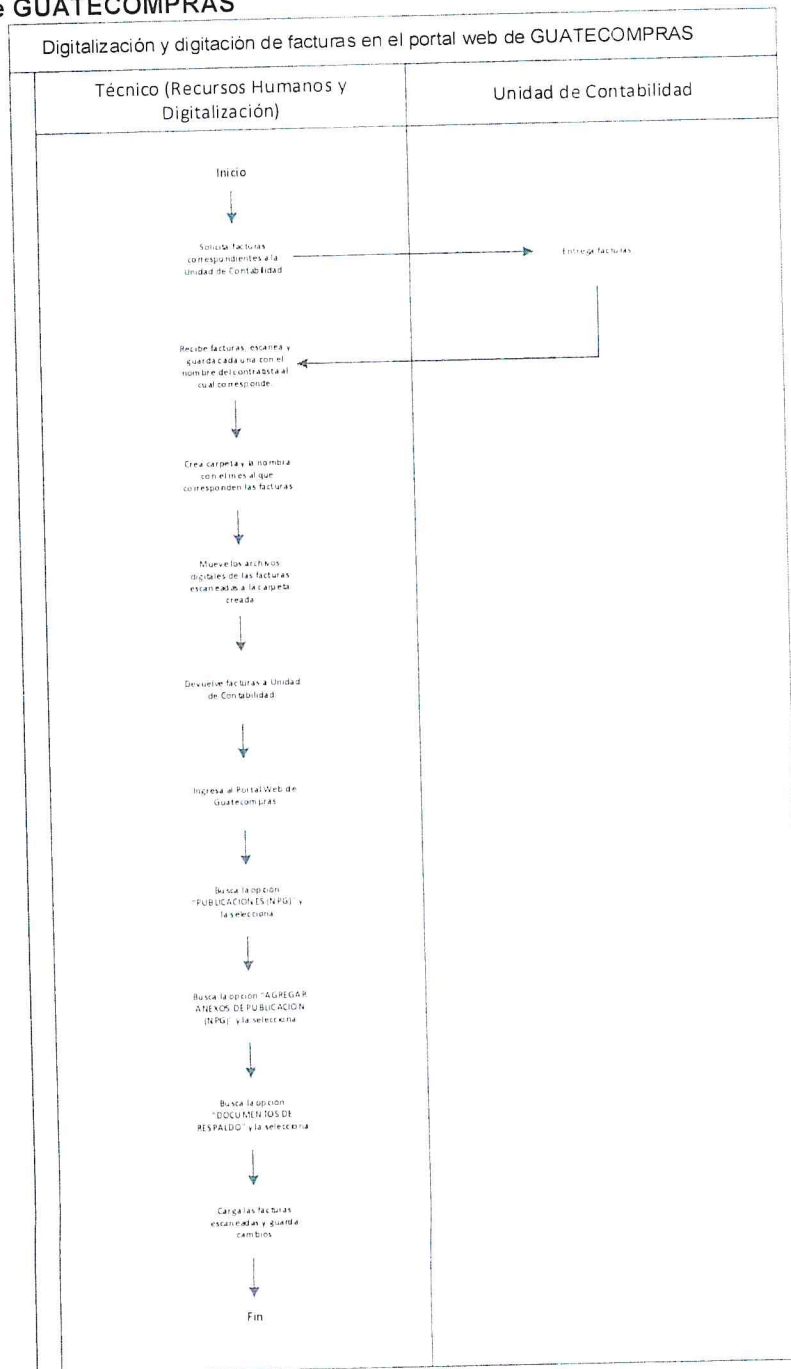 e GUATECOMPRAS
Digitalización y digitación de facturas en el portal web de GUATECOMPRAS
Técnico (Recursos Humanos y
Digitalización)
Unidad de Contabilidad
Inicio
Solicita facturas
correspondientes a la
Unidad de Contabilidad
Entrega facturas
Recibe facturas, escanea y
guarda cada una con el
nombre del contratista al
cual corresponde.
Crea carpeta y la nombra
con el mes al que
corresponden las facturas
Mueve los archivos
digitales de las facturas
escaneadas a la carpeta
creada
Devuelve facturas a Unidad
de Contabilidad
Ingresa al Portal Web de
Guatecompras
Busca la opción
"PUBLICACIONES (NPG)" y
la selecciona
Busca la opción "AGREGAR
ANEXOS DE PUBLICACION
(NPG)" y la selecciona
Busca la opción
"DOCUMENTOS DE
RESPALDO" y la selecciona
Carga las facturas
escaneadas y guarda
cambios
Fin